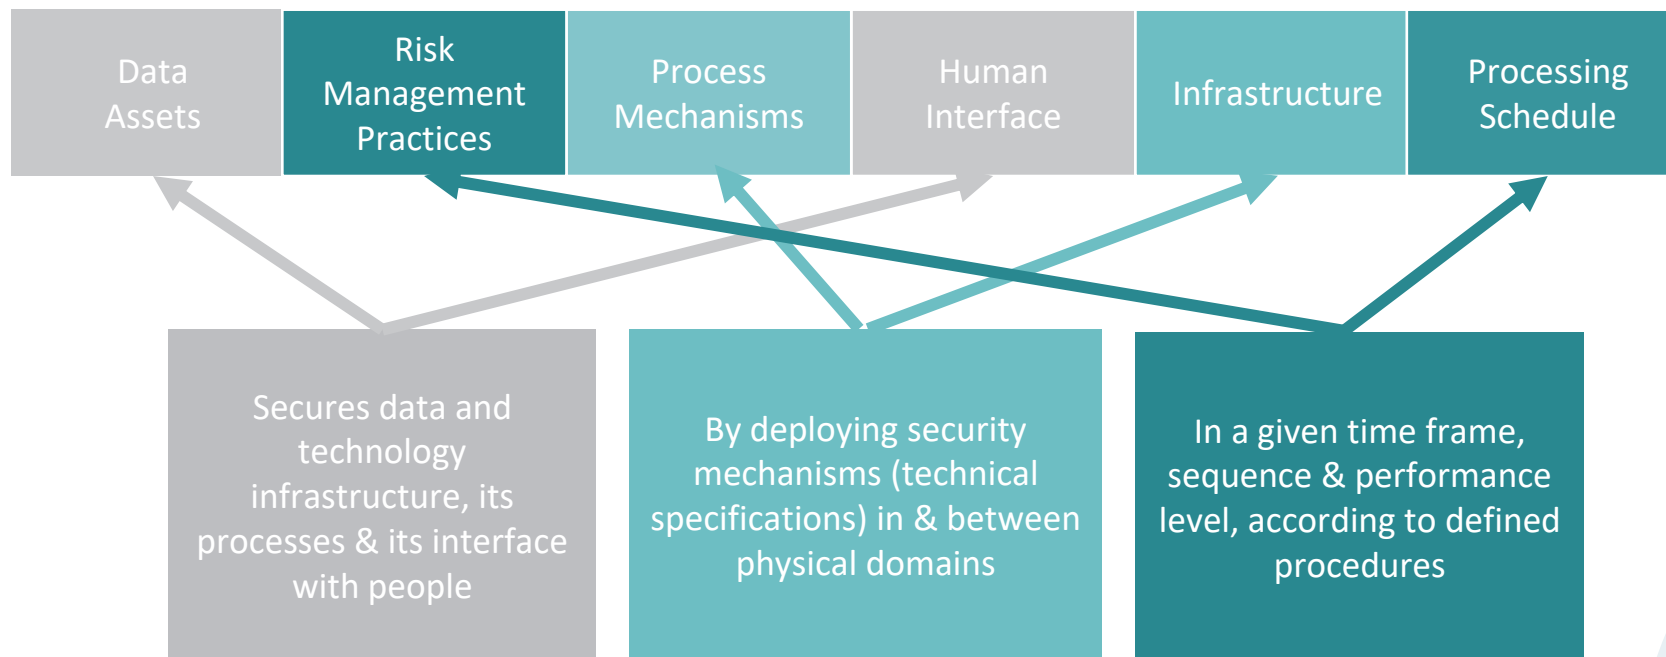 Data
Assets
Risk
Management
Practices
Process
Mechanisms
Human
Interface
Infrastructure
Processing
Schedule
Secures data and
technology
infrastructure, its
processes & its interface
with people
By deploying security
mechanisms (technical
specifications) in & between
physical domains
In a given time frame,
sequence & performance
level, according to defined
procedures